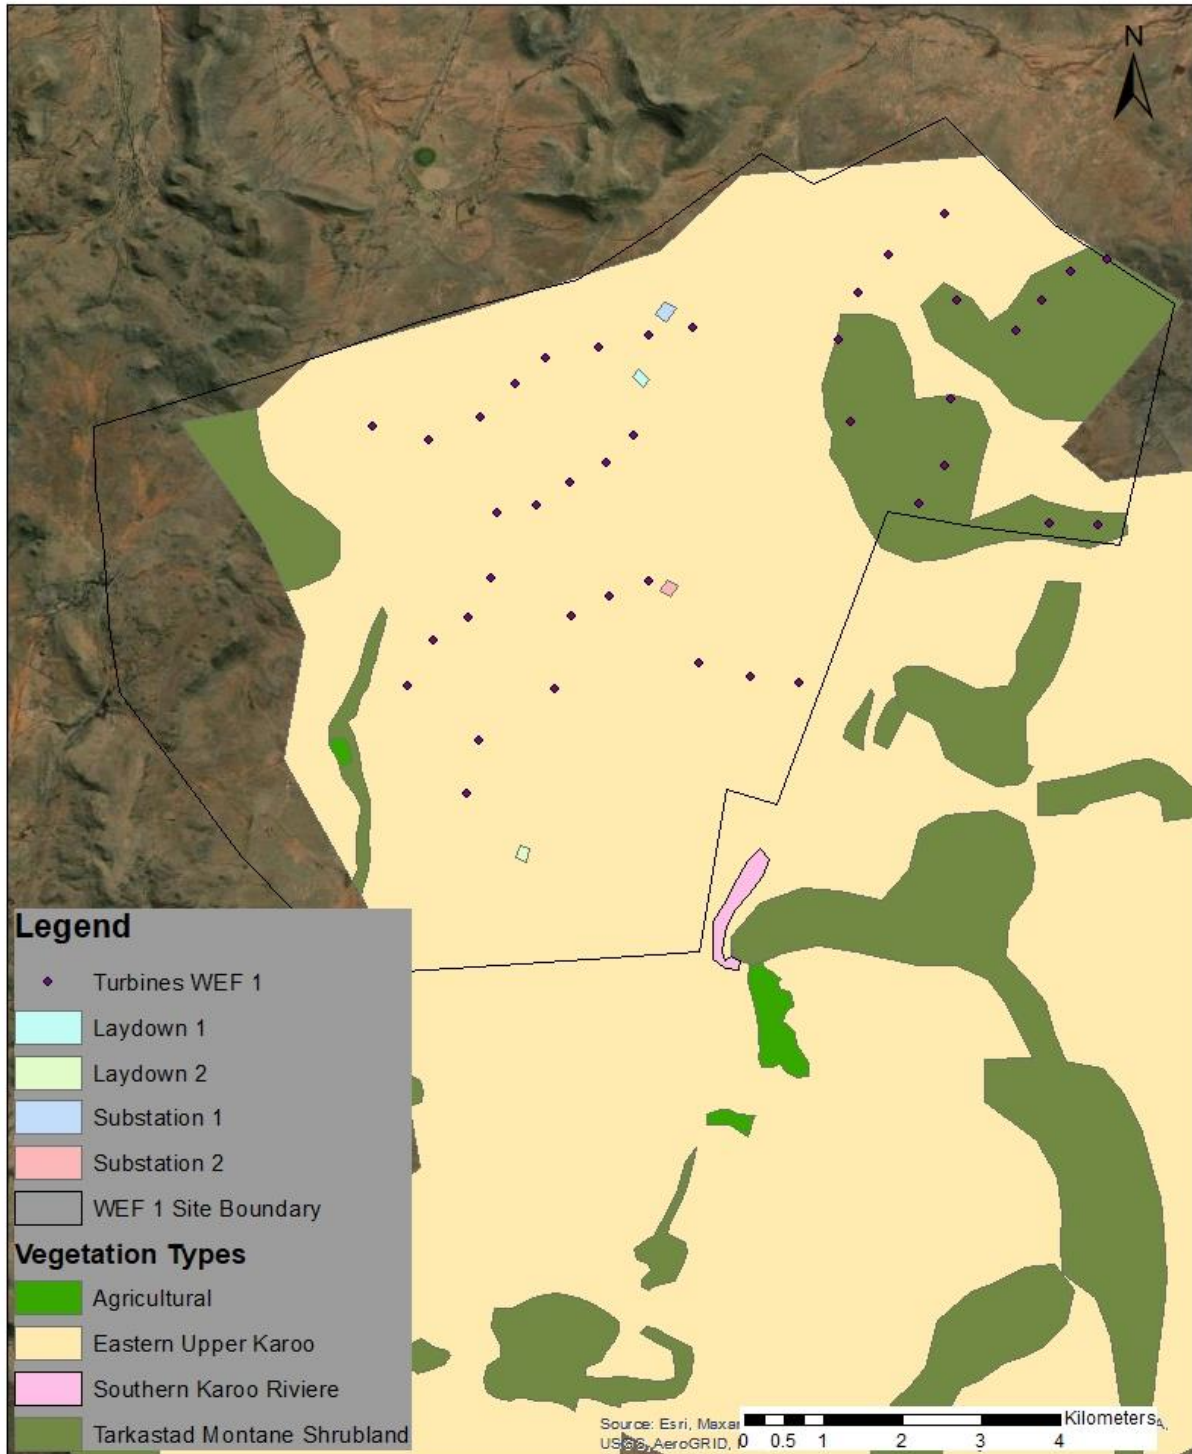 N
Legend
Turbines WEF 1
Laydown 1
Laydown 2
Substation 1
Substation 2
WEF 1 Site Boundary
Vegetation Types
Agricultural
Eastern Upper Karoo
Southern Karoo Riviere
Tarkastad Montane Shrubland
Source: Esri, Maxar
AeroGRID,
Kilometers
0 0.5 1 2 3 4